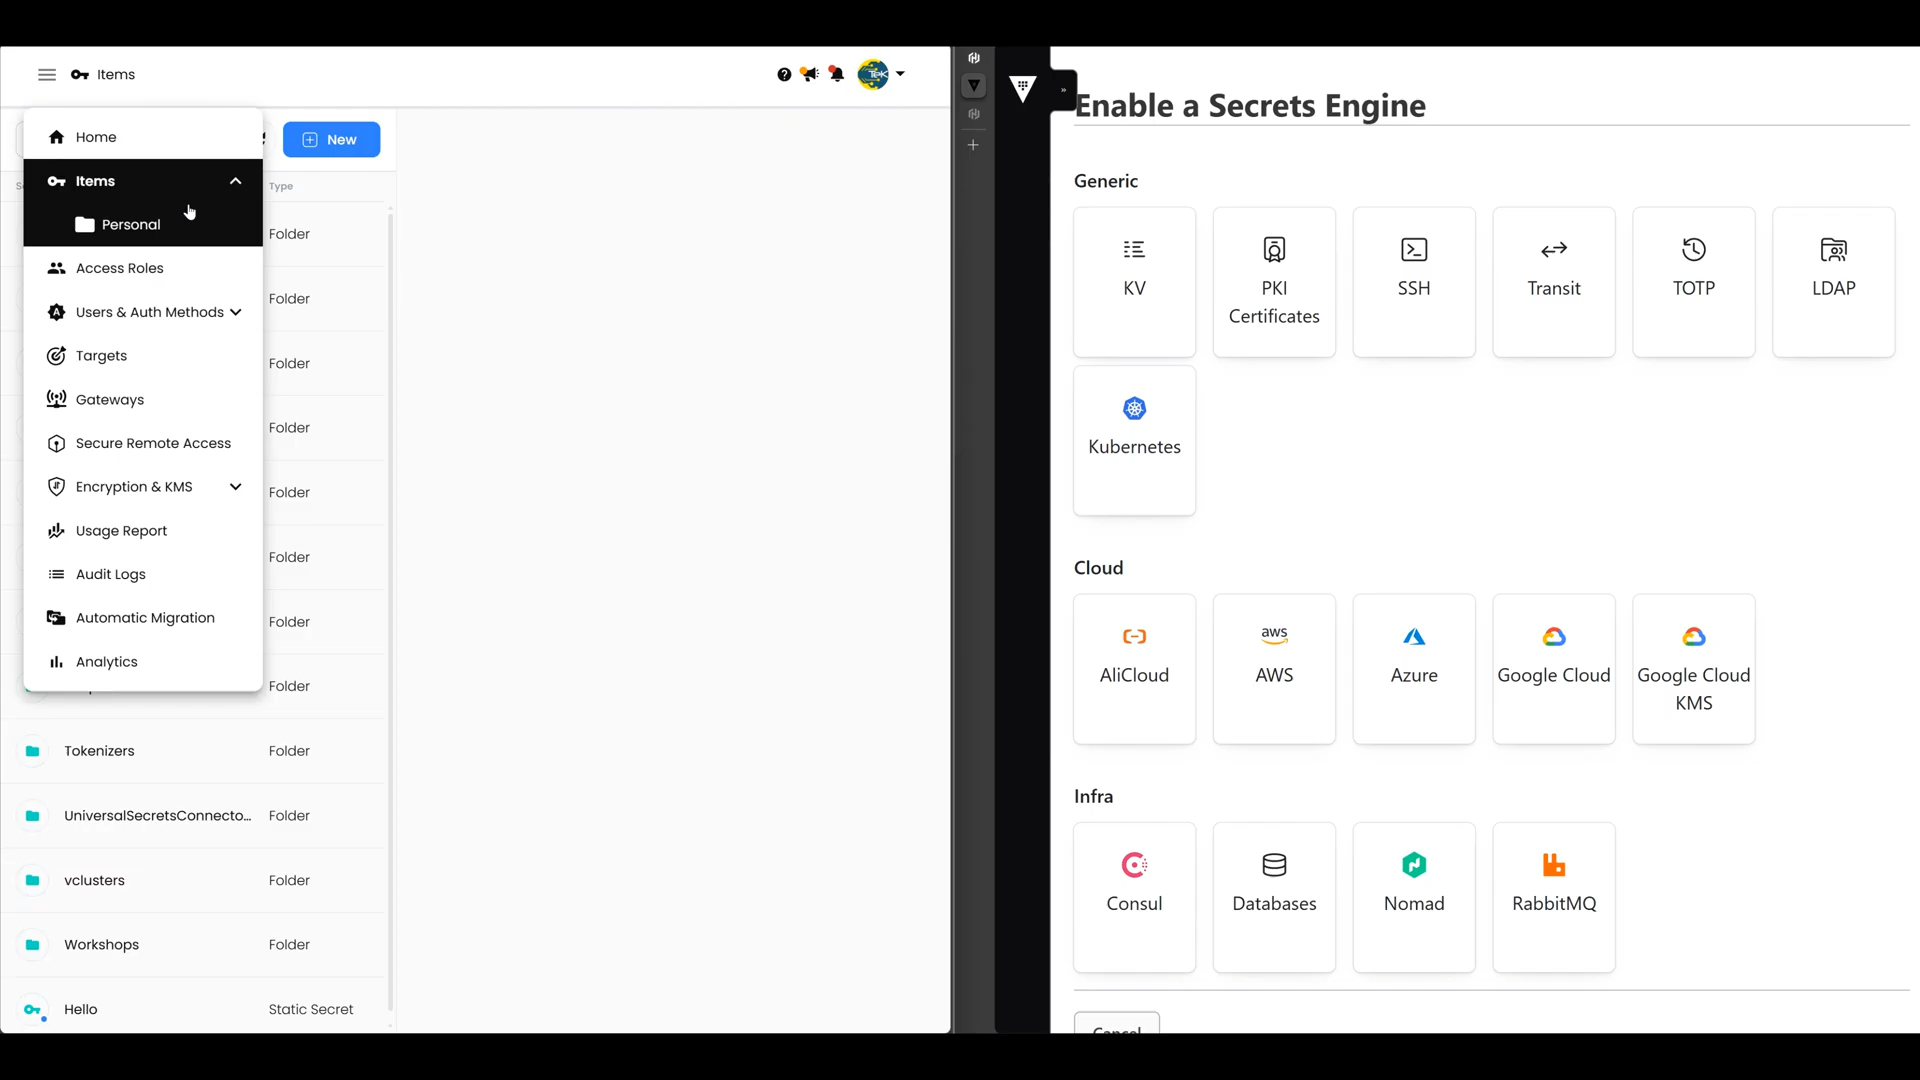 Items
Home
New
Items
Type
Personal
Folder
Access Roles
Folder
Users & Auth Methods
Targets
Folder
Gateways
Folder
Secure Remote Access
Encryption & KMS
Folder
Usage Report
Folder
Audit Logs
Automatic Migration
Folder
Analytics
Folder
Tokenizers
Folder
UniversalSecretsConnecto...
Folder
vclusters
Folder
Workshops
Folder
Hello
Static Secret
»
Enable a Secrets Engine
Generic
KV
PKI
Certificates
SSH
Transit
TOTP
LDAP
Kubernetes
Cloud
AliCloud
aws
AWS
Azure
Google Cloud
Google Cloud
KMS
Infra
Consul
Databases
Nomad
RabbitMQ
Cancel